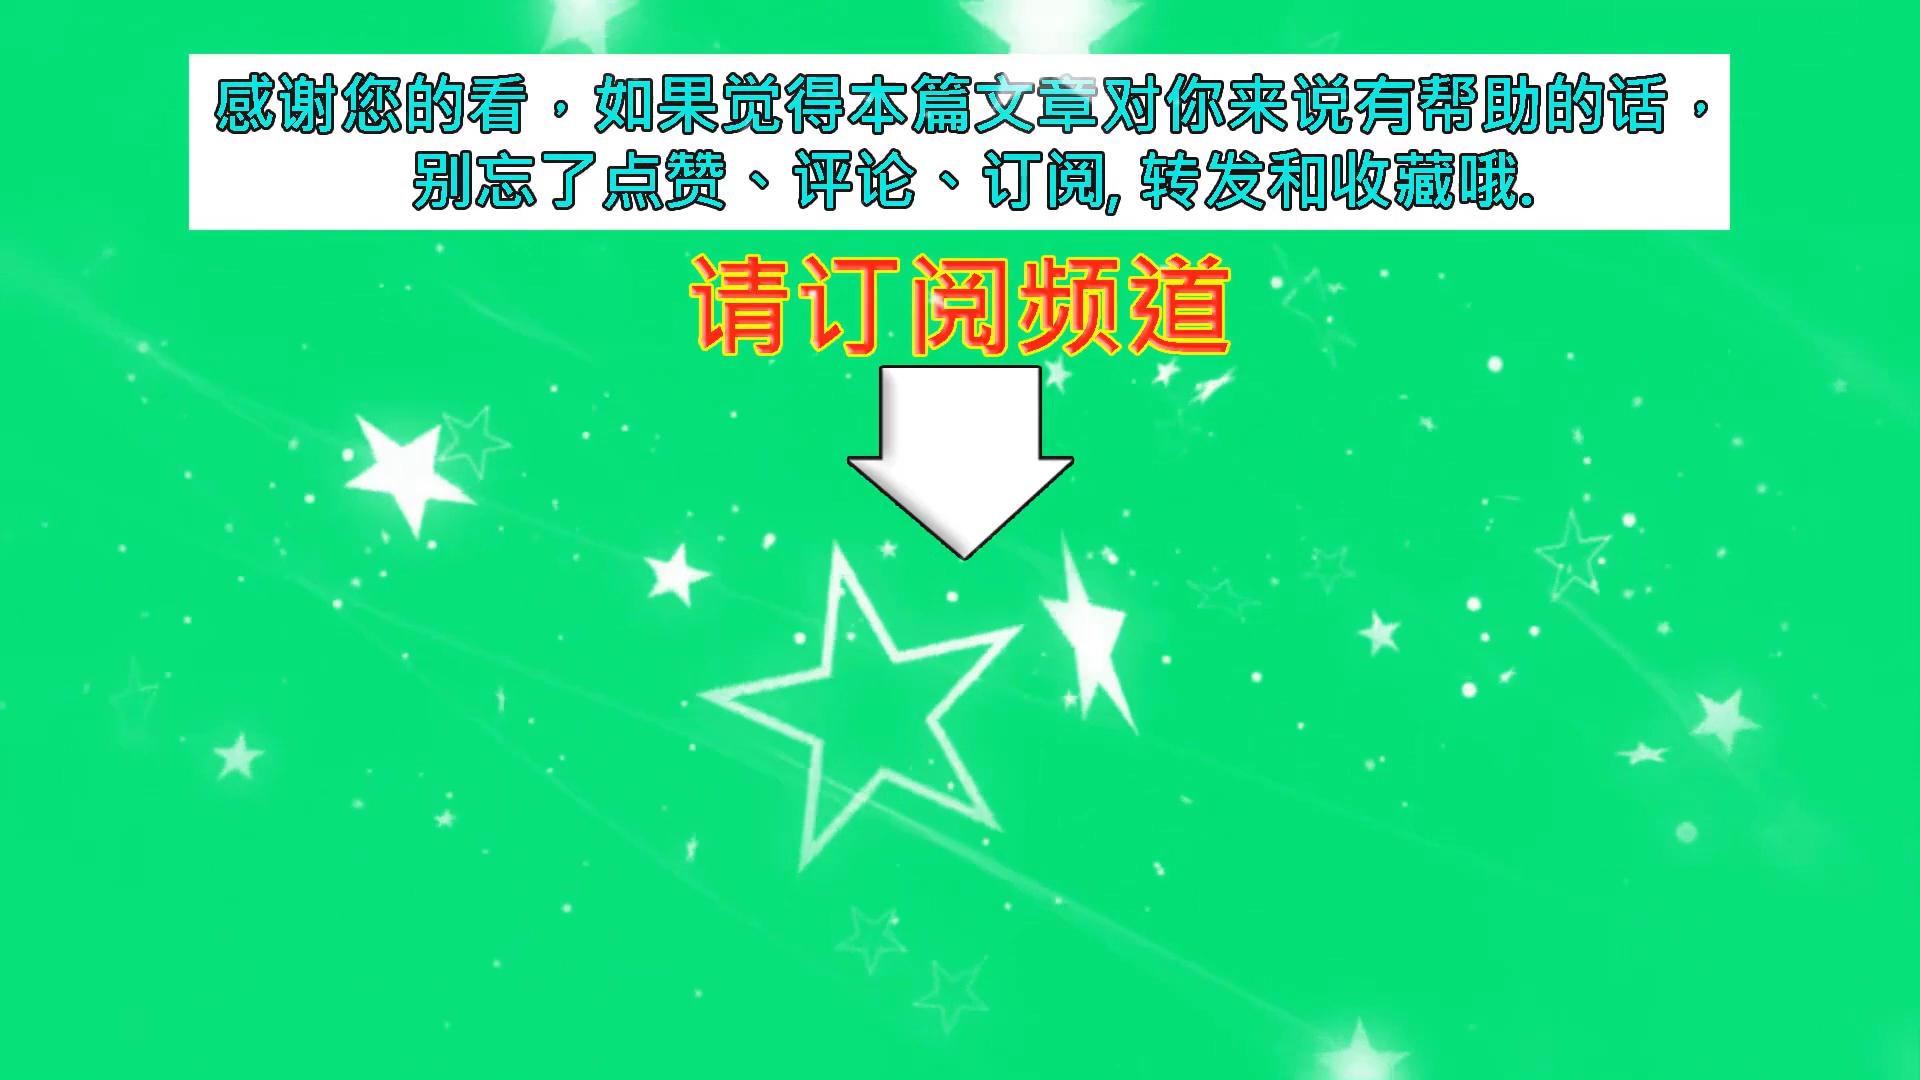 感谢您的看，如果觉得本篇文章对你来说有帮助的话，
别忘了点赞、评论、订阅, 转发和收藏哦.
请订阅频道